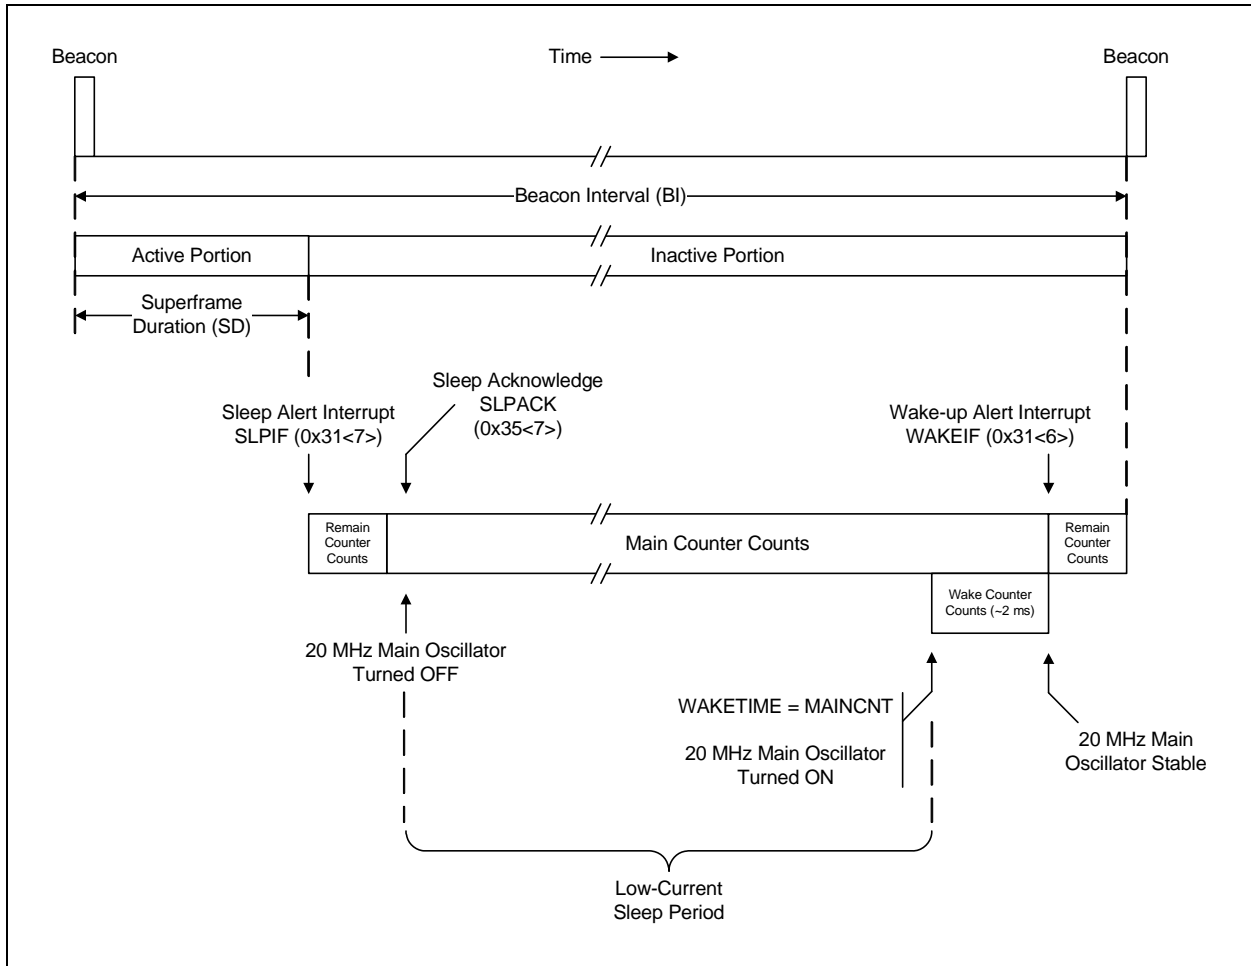 Beacon
Time
Beacon
Beacon Interval (BI)
Active Portion
Inactive Portion
Superframe
Duration (SD)
Sleep Alert Interrupt
SLPIF (0x31<7>)
Sleep Acknowledge
SLPACK
(0x35<7>)
Wake-up Alert Interrupt
WAKEIF (0x31<6>)
Remain
Counter
Counts
Main Counter Counts
Remain
Counter
Counts
Wake Counter
Counts (~2 ms)
20 MHz Main Oscillator
Turned OFF
WAKETIME = MAINCNT
20 MHz Main Oscillator
Turned ON
20 MHz Main
Oscillator Stable
Low-Current
Sleep Period